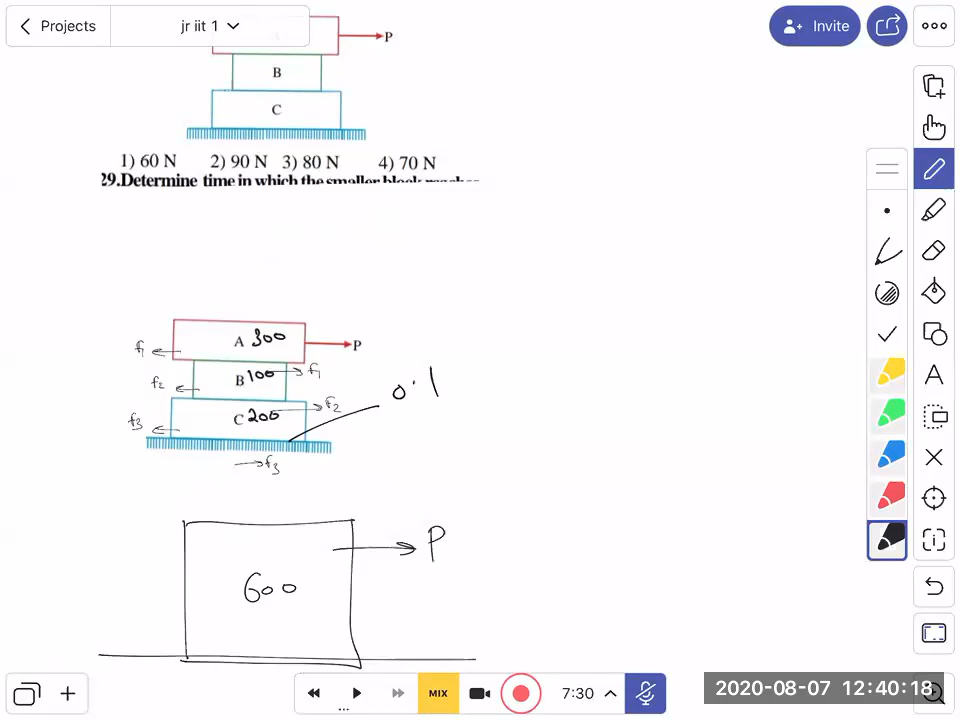 Projects
jr iit 1
Invite
P
B
C
1) 60 N 2) 90 N 3) 80 N 4) 70 N
29.Determine time in which the smaller block reaches
A 300
P
f1
B 100
f1
f2
C 200
f2
f3
0.1
f3
P
600
MIX
7:30
2020-08-07 12:40:18